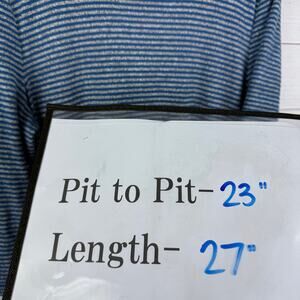 Pit to Pit- 23"
Length- 27"